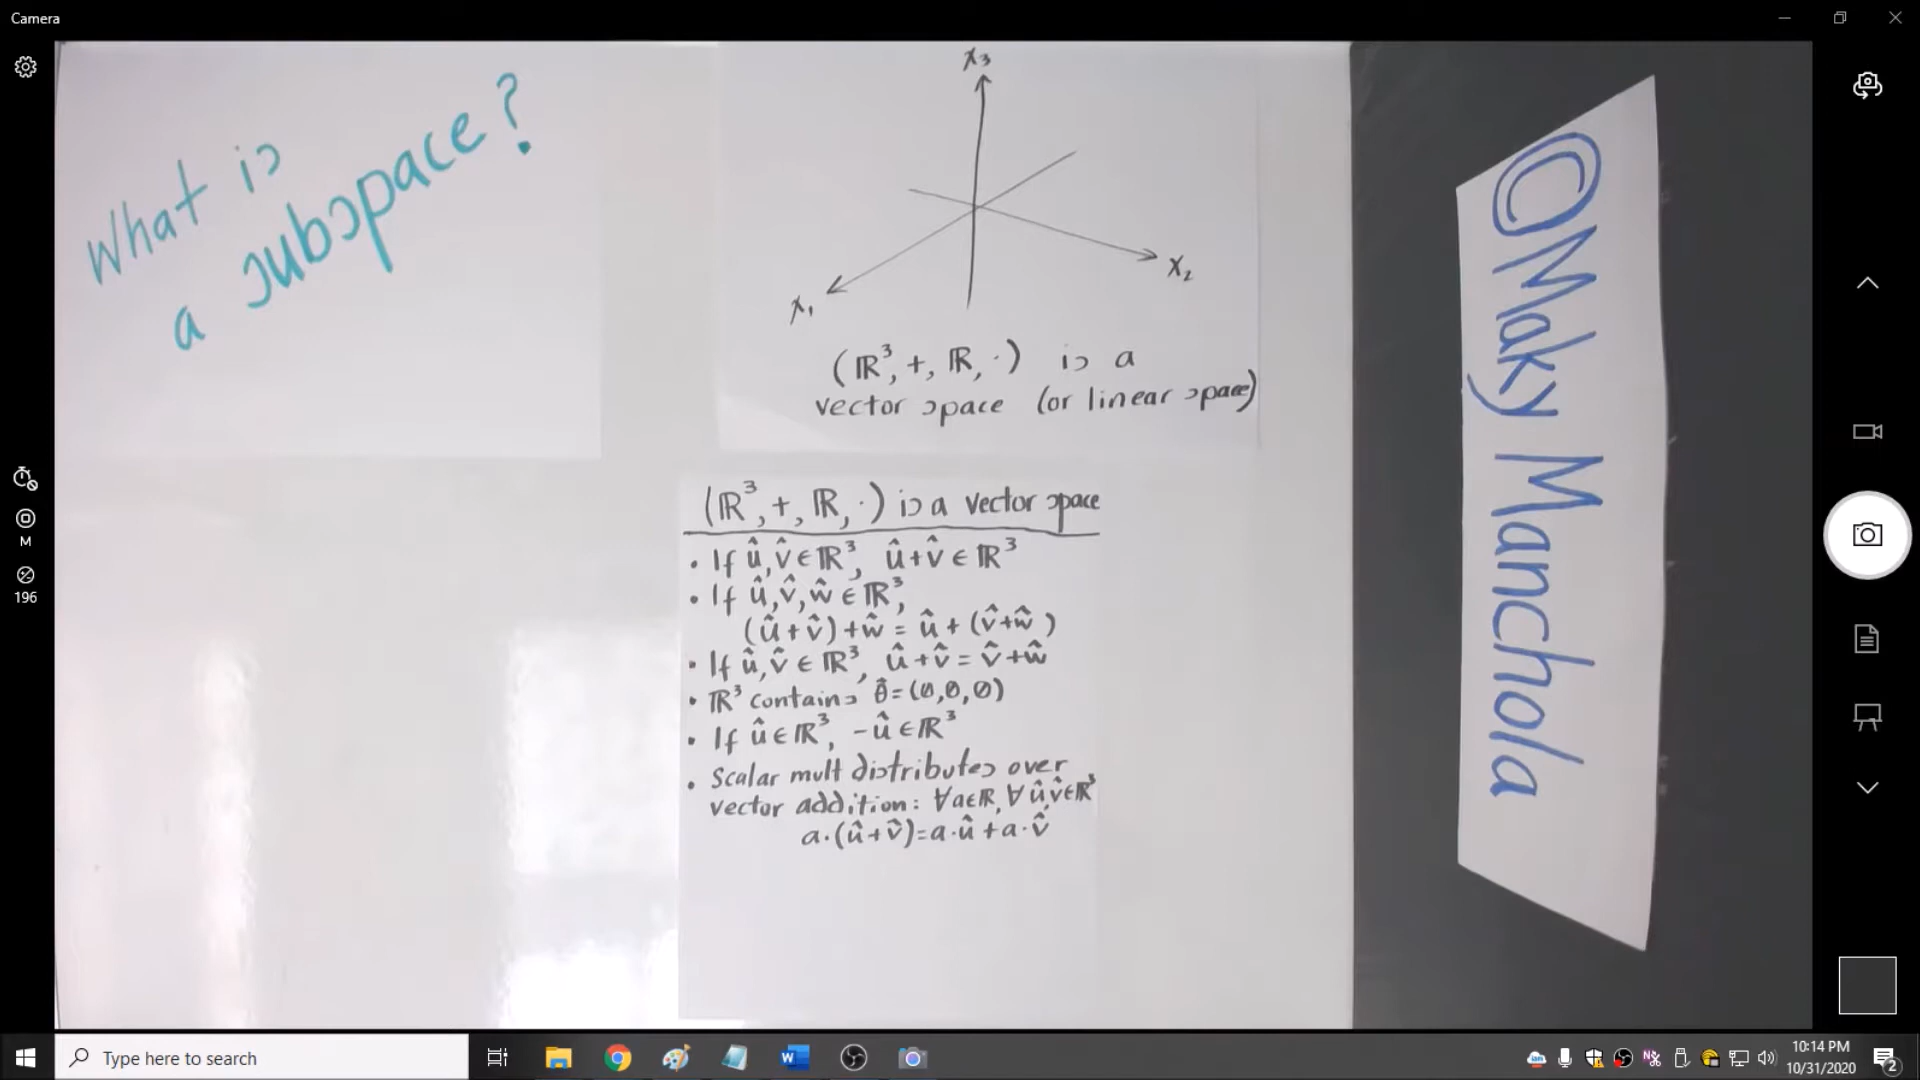 Camera
What is
a subspace?
x₃
x₂
x₁
(ℝ³, +, ℝ, ·) is a
vector space (or linear space)
(ℝ³, +, ℝ, ·) is a vector space
• If û, v̂ ∈ ℝ³, û + v̂ ∈ ℝ³
• If û, v̂, ŵ ∈ ℝ³,
(û + v̂) + ŵ = û + (v̂ + ŵ)
• If û, v̂ ∈ ℝ³, û + v̂ = v̂ + ŵ
• ℝ³ contains θ̂ = (0, 0, 0)
• If û ∈ ℝ³, -û ∈ ℝ³
• Scalar mult distributes over
vector addition: ∀a∈ℝ, ∀ û, v̂∈ℝ³
a·(û + v̂) = a·û + a·v̂
©Maky Manchola
M
196
Type here to search
10:14 PM
10/31/2020
2